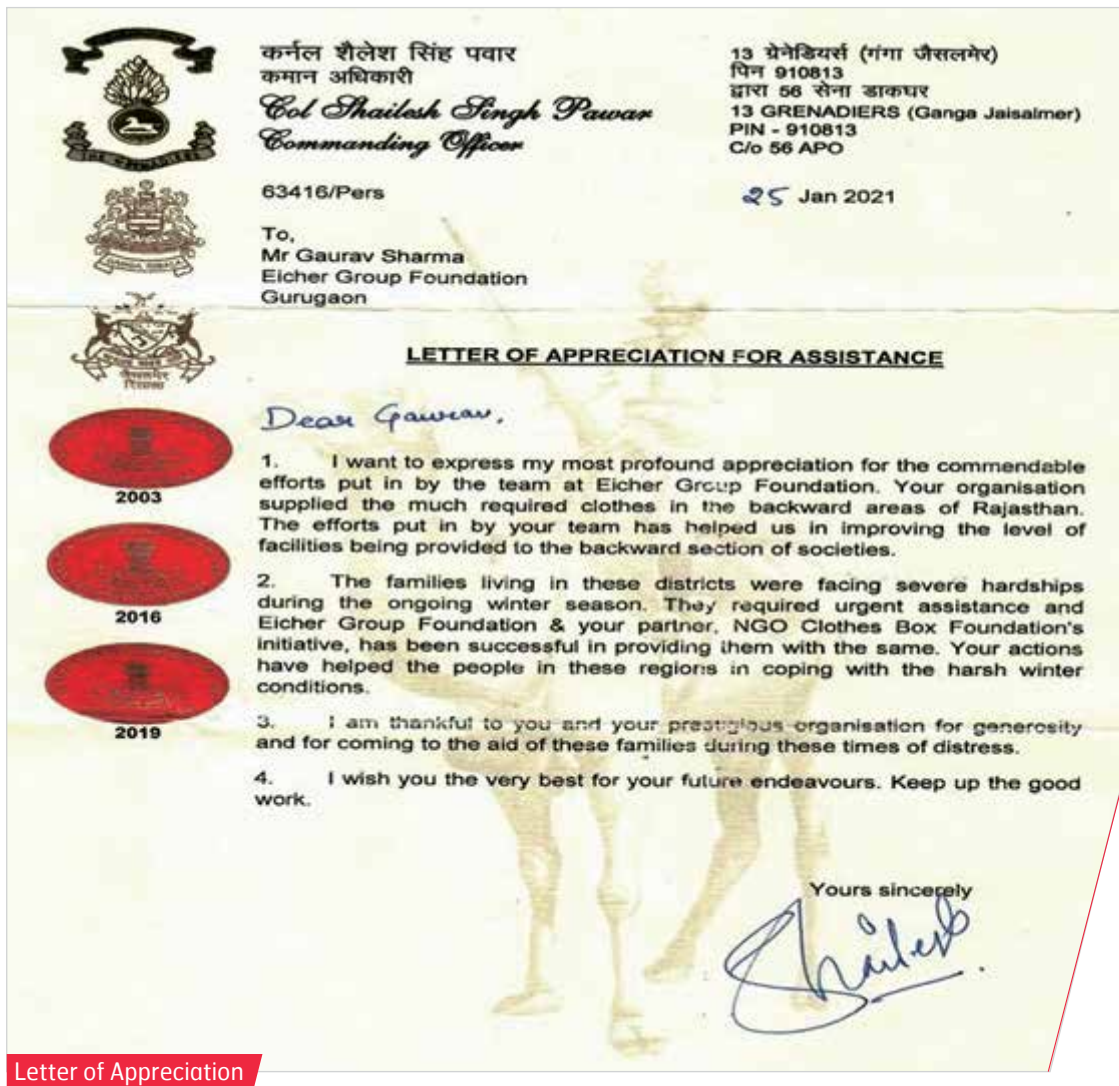 THE GRENADIERS
कर्नल शैलेश सिंह पवार
कमान अधिकारी
Col Shailesh Singh Pawar
Commanding Officer
13 ग्रेनेडियर्स (गंगा जैसलमेर)
पिन 910813
द्वारा 56 सेना डाकघर
13 GRENADIERS (Ganga Jaisalmer)
PIN - 910813
C/o 56 APO
63416/Pers
25 Jan 2021
To,
Mr Gaurav Sharma
Eicher Group Foundation
Gurugaon
जैसलमेर
रिसाला
LETTER OF APPRECIATION FOR ASSISTANCE
Dear Gaurav,
1. I want to express my most profound appreciation for the commendable
efforts put in by the team at Eicher Group Foundation. Your organisation
supplied the much required clothes in the backward areas of Rajasthan.
The efforts put in by your team has helped us in improving the level of
facilities being provided to the backward section of societies.
2. The families living in these districts were facing severe hardships
during the ongoing winter season. They required urgent assistance and
Eicher Group Foundation & your partner, NGO Clothes Box Foundation's
initiative, has been successful in providing them with the same. Your actions
have helped the people in these regions in coping with the harsh winter
conditions.
3. I am thankful to you and your prestigious organisation for generosity
and for coming to the aid of these families during these times of distress.
4. I wish you the very best for your future endeavours. Keep up the good
work.
2003
2016
2019
Yours sincerely
Shailesh
Letter of Appreciation